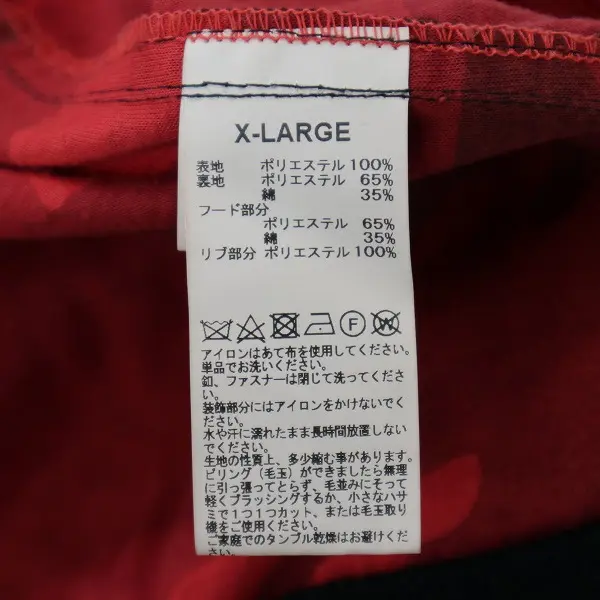 X-LARGE
表地 ポリエステル 100%
裏地 ポリエステル 65%
綿 35%
フード部分
ポリエステル 65%
綿 35%
リブ部分 ポリエステル 100%
F
W
アイロンはあて布を使用してください。
単品でお洗いください。
釦、ファスナーは閉じて洗ってくださ
い。
装飾部分にはアイロンをかけないでく
ださい。
水や汗に濡れたまま長時間放置しない
でください。
生地の性質上、多少縮む事があります。
ピリング（毛玉）ができましたら無理
に引っ張ってとらず、毛並みにそって
軽くブラッシングするか、小さなハサ
ミで１つ１つカット、または毛玉取り
後をご使用ください。
ご家庭でのタンブル乾燥はお避けくだ